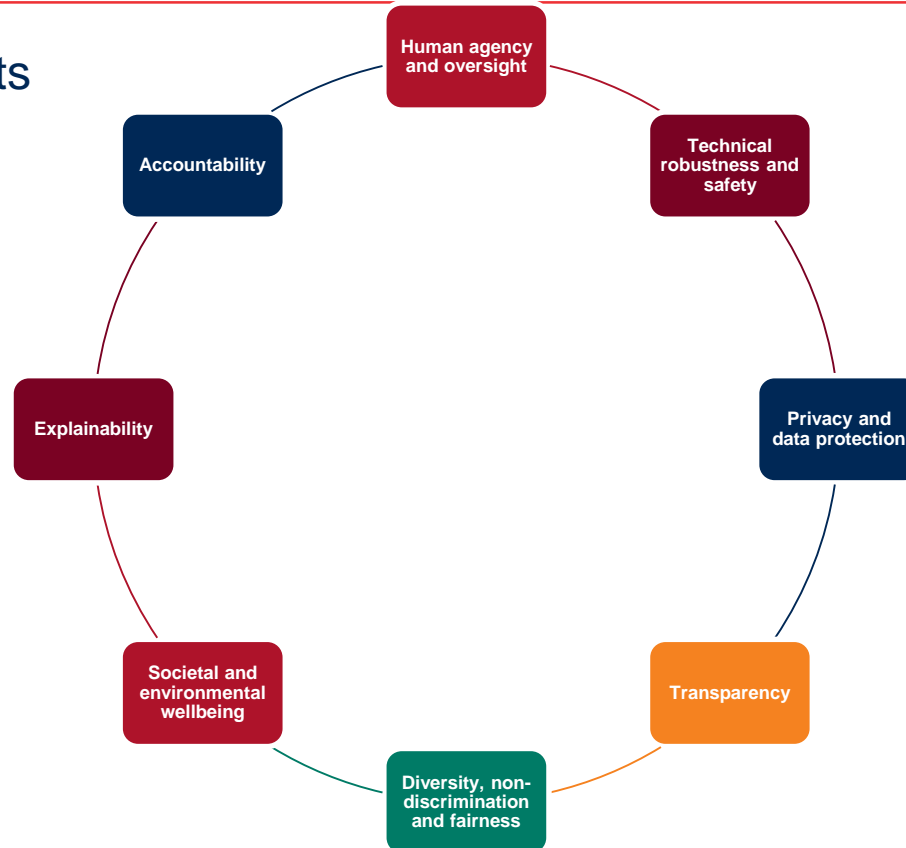 ts
Human agency
and oversight
Technical
robustness and
safety
Privacy and
data protection
Transparency
Diversity, non-
discrimination
and fairness
Societal and
environmental
wellbeing
Explainability
Accountability